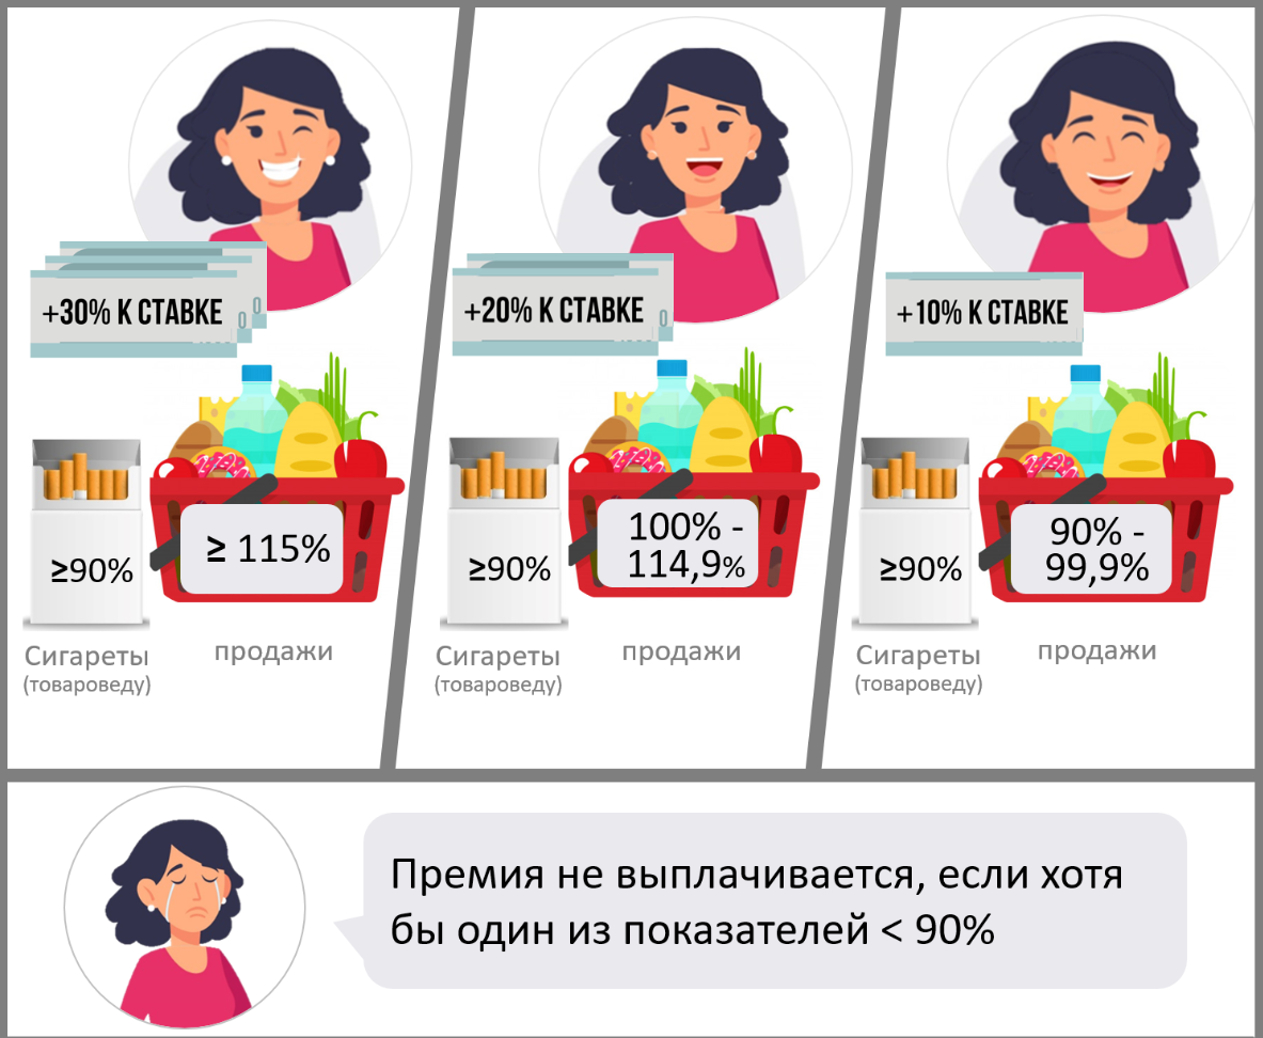 +30% К СТАВКЕ
≥90%
≥ 115%
Сигареты
(товароведу)
продажи
+20% К СТАВКЕ
≥90%
100% -
114,9%
Сигареты
(товароведу)
продажи
+10% К СТАВКЕ
≥90%
90% -
99,9%
Сигареты
(товароведу)
продажи
Премия не выплачивается, если хотя
бы один из показателей < 90%